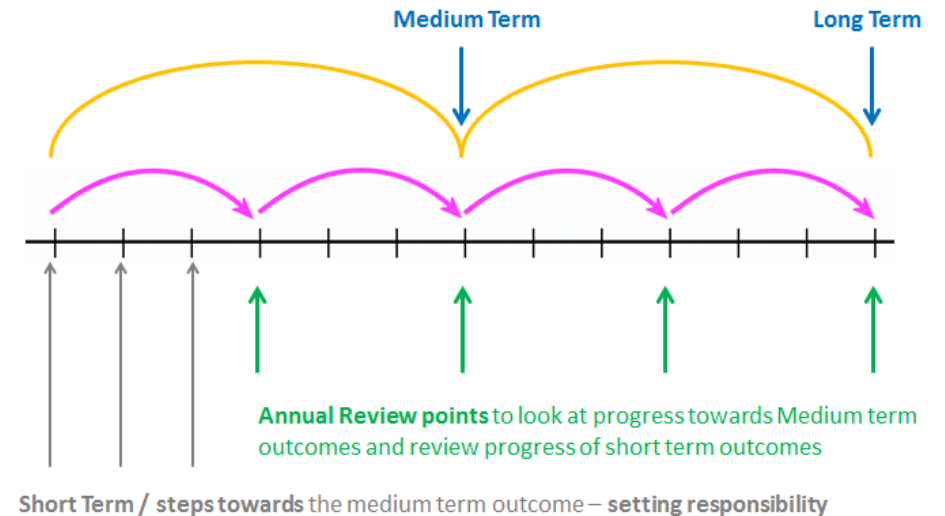 Medium Term
Long Term
Annual Review points to look at progress towards Medium term
outcomes and review progress of short term outcomes
Short Term / steps towards the medium term outcome – setting responsibility